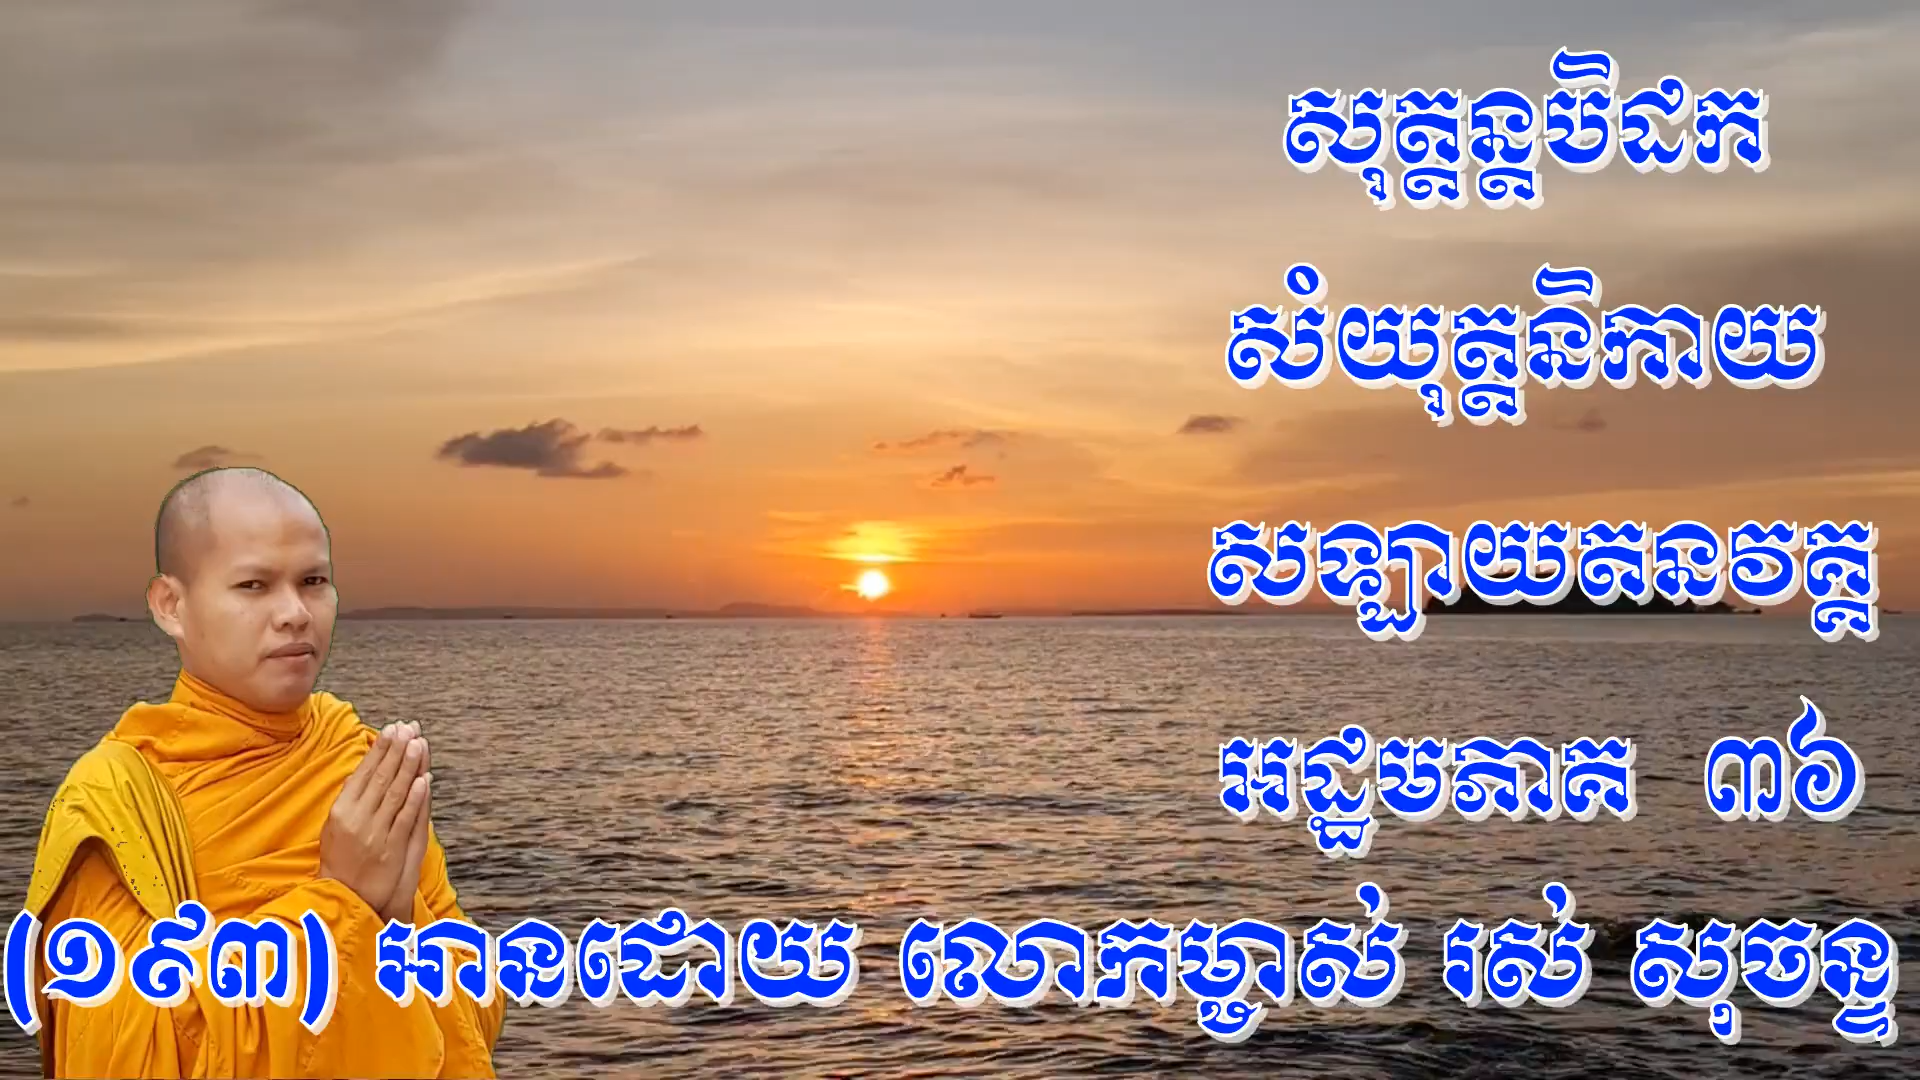 សុត្តន្តបិដក
សំយុត្តនិកាយ
សឡាយតនវគ្គ
អដ្ឋមភាគ ៣៦
(១៩៣) អានដោយ លោកម្ចាស់ រស់ សុចន្ទ